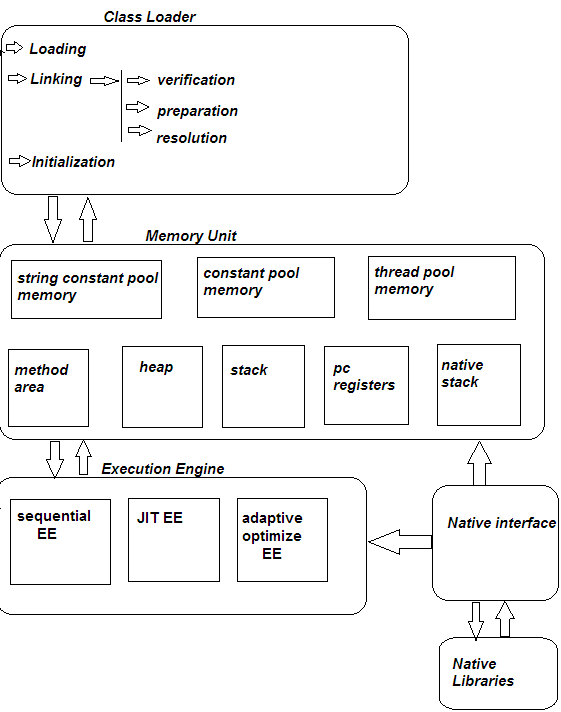 Class Loader
Loading
Linking
verification
preparation
resolution
Initialization
Memory Unit
string constant pool
memory
constant pool
memory
thread pool
memory
method
area
heap
stack
pc
registers
native
stack
Execution Engine
sequential
EE
JIT EE
adaptive
optimize
EE
Native interface
Native
Libraries